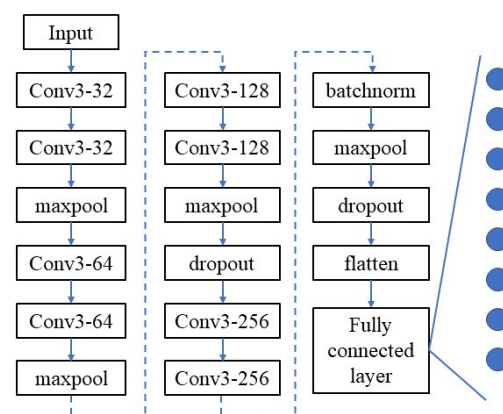 Input
Conv3-32
Conv3-32
maxpool
Conv3-64
Conv3-64
maxpool
Conv3-128
Conv3-128
maxpool
dropout
Conv3-256
Conv3-256
batchnorm
maxpool
dropout
flatten
Fully
connected
layer